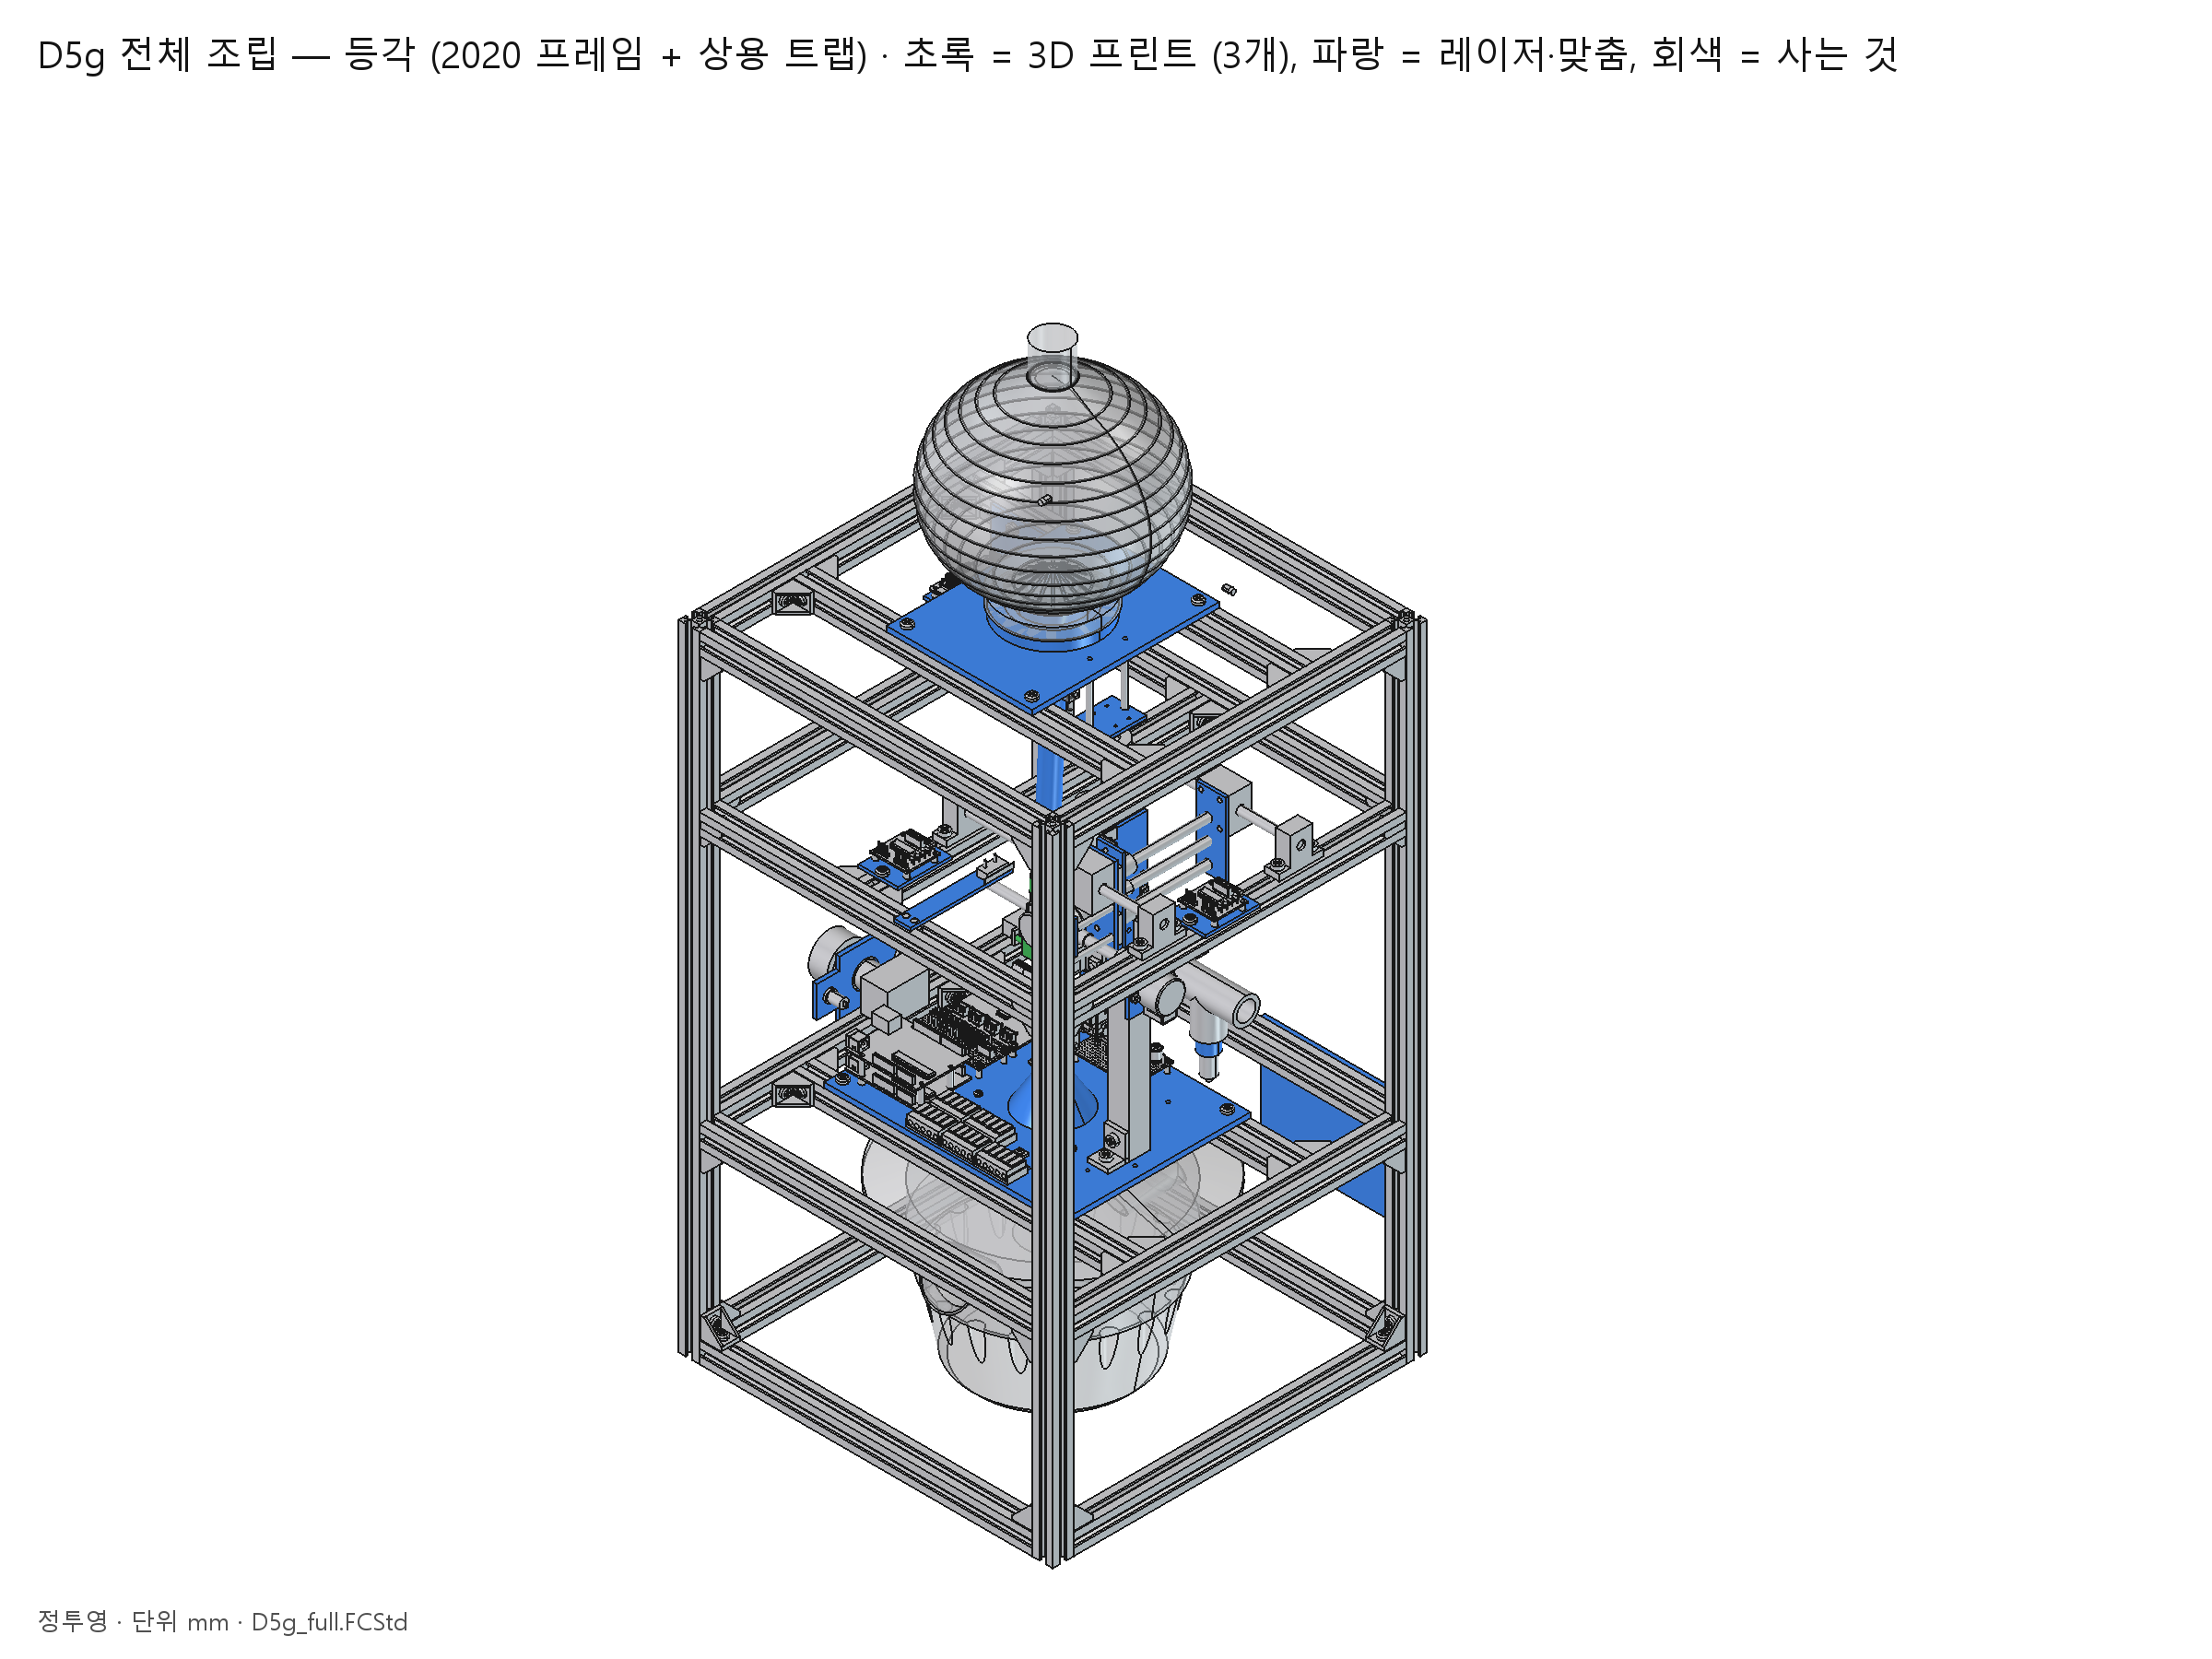 D5g 전체 조립 — 등각 (2020 프레임 + 상용 트랩) · 초록 = 3D 프린트 (3개), 파랑 = 레이저·맞춤, 회색 = 사는 것
정투영 · 단위 mm · D5g_full.FCStd